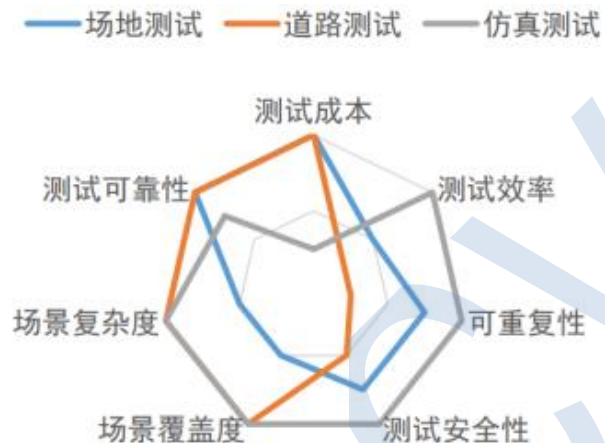 场地测试 道路测试 仿真测试
测试成本
测试可靠性 测试效率
场景复杂度 可重复性
场景覆盖度 测试安全性